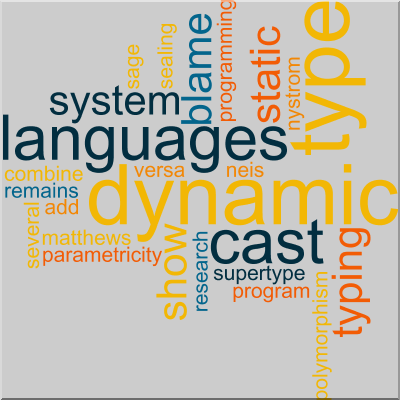 programming
type
blame
static
sage
sealing
nystrom
system
languages
versa
neis
combine
dynamic
remains
add
several
matthews
show
research
cast
typing
parametricity
supertype
program
polymorphism